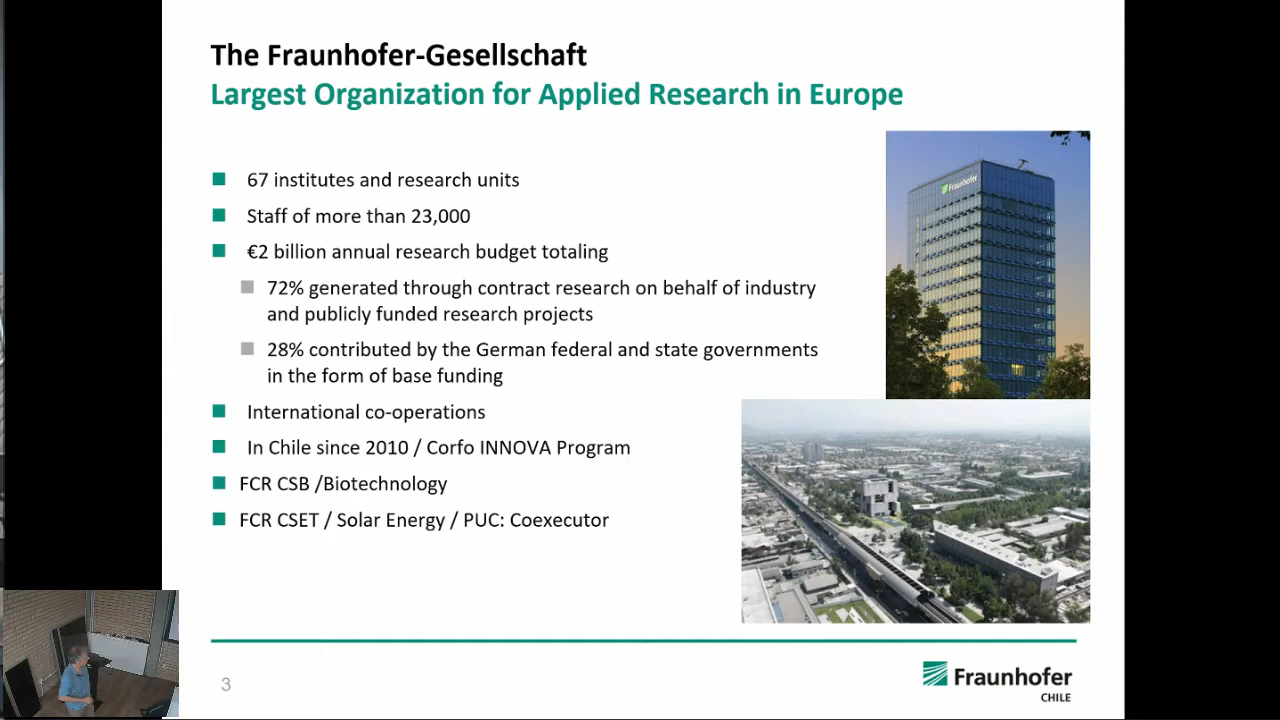 The Fraunhofer-Gesellschaft
Largest Organization for Applied Research in Europe
67 institutes and research units
Staff of more than 23,000
€2 billion annual research budget totaling
72% generated through contract research on behalf of industry
and publicly funded research projects
28% contributed by the German federal and state governments
in the form of base funding
International co-operations
In Chile since 2010 / Corfo INNOVA Program
FCR CSB /Biotechnology
FCR CSET / Solar Energy / PUC: Coexecutor
Fraunhofer
3
Fraunhofer
CHILE